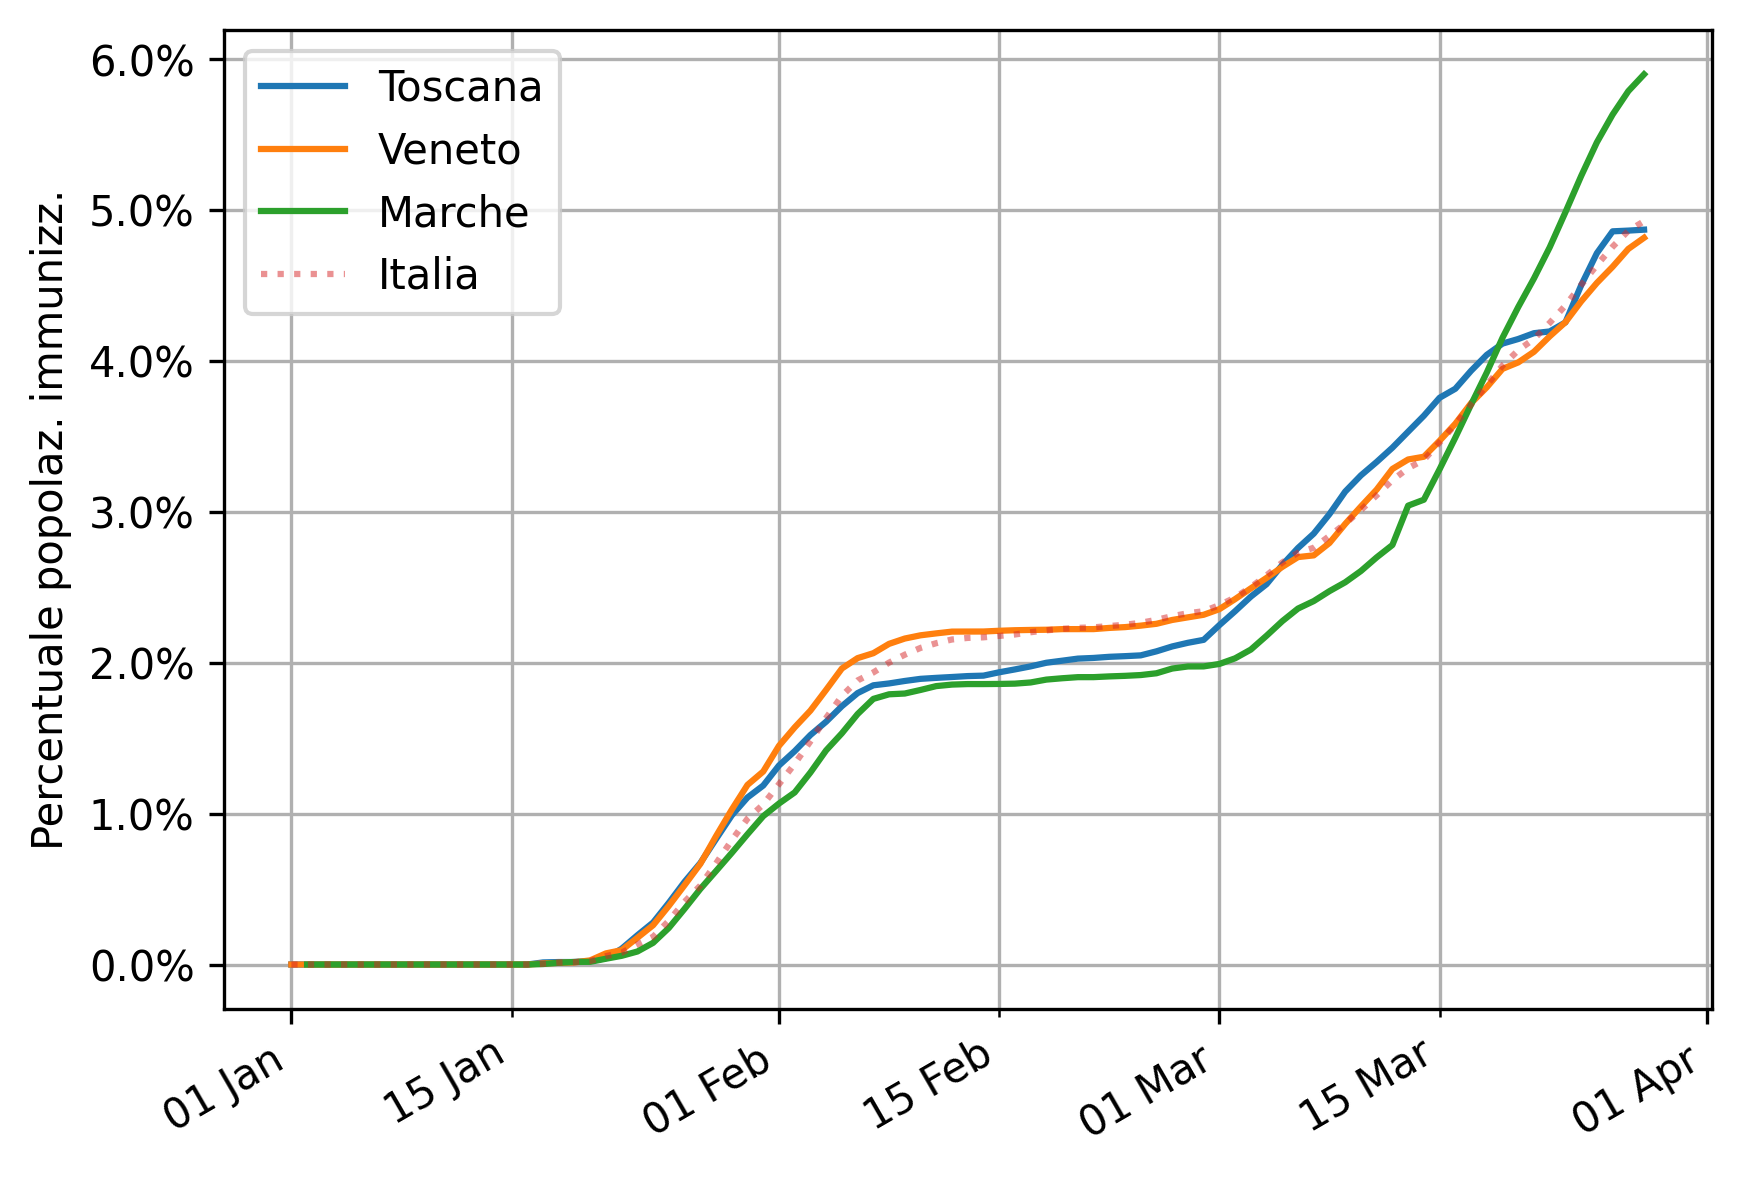 6.0%
5.0%
4.0%
3.0%
2.0%
1.0%
0.0%
Percentuale popolaz. immunizz.
Toscana
Veneto
Marche
Italia
01 Jan
15 Jan
01 Feb
15 Feb
01 Mar
15 Mar
01 Apr